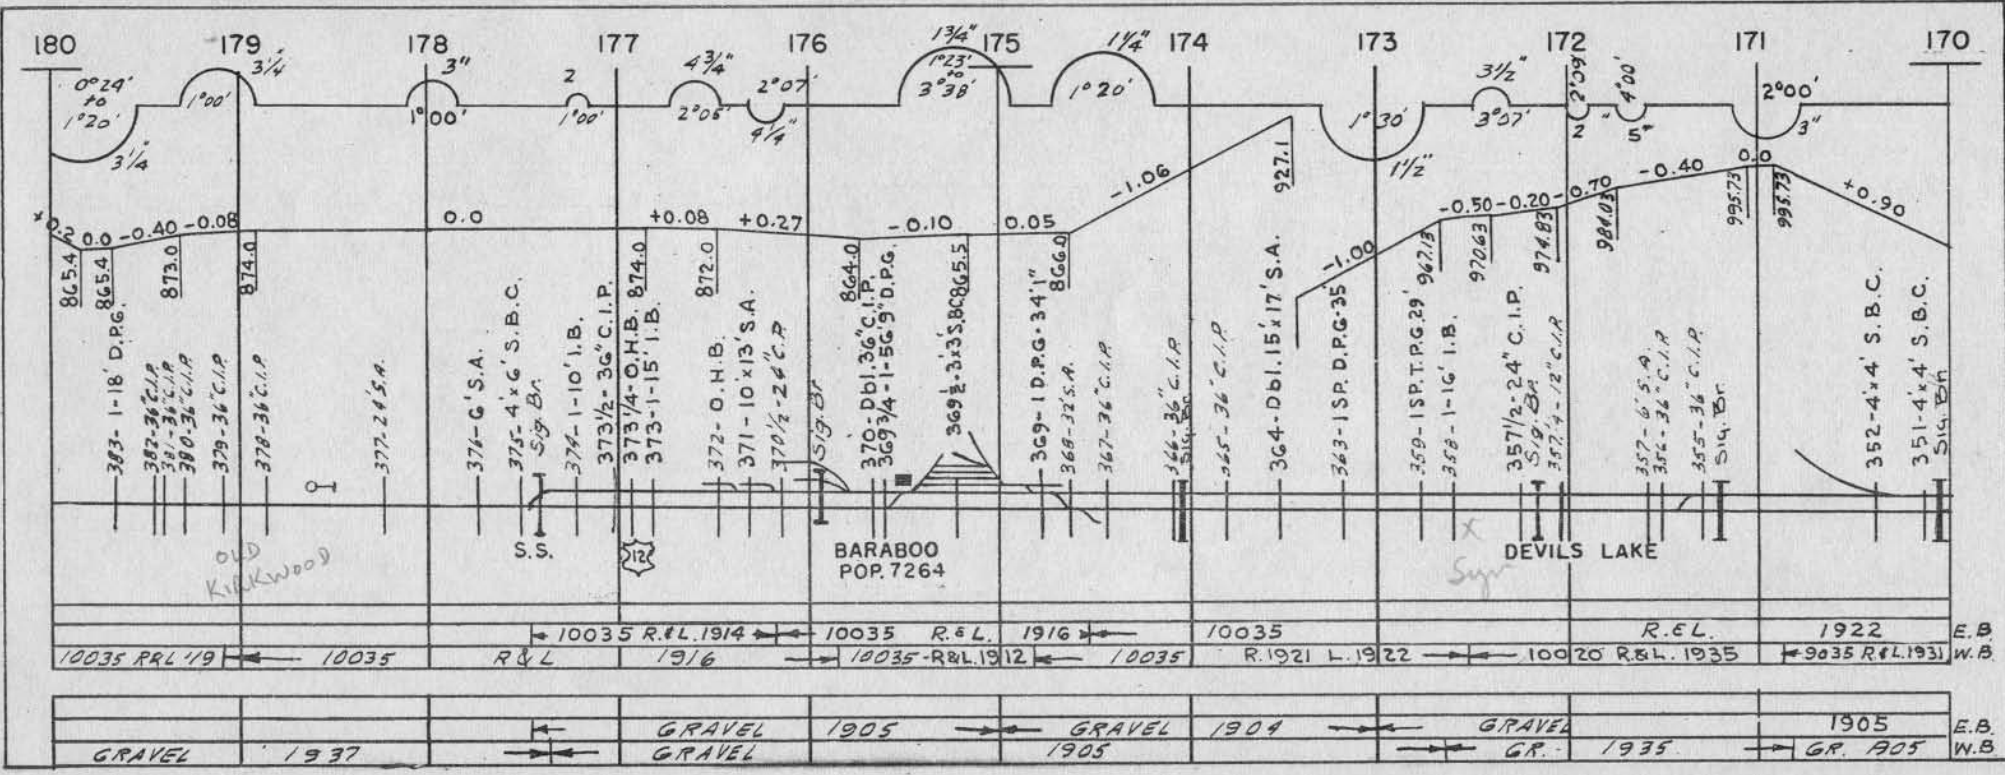 180 179 178 177 176 175 174 173 172 171 170
0°24' to 1°20' 3¼"
1°00' 3¼
3" 1°00'
2 1°00'
4¾" 2°05'
2°07' 4¼"
1¾" 1°23' to 3°38'
1¼" 1°20'
1°30' 1½"
3½" 3°07'
2°09' 2"
4°00' 5"
2°00' 3"
+0.2 0.0 -0.40 -0.08 0.0 +0.08 +0.27 -0.10 0.05 -1.06 -1.00 -0.50 -0.20 -0.70 -0.40 0.0 +0.90
865.4 865.4 873.0 874.0 874.0 872.0 864.0 865.5 866.0 927.1 967.13 970.63 974.83 984.03 995.73 995.73
383-1-18' D.P.G.
382-36" C.I.P.
381-36" C.I.P.
380-36" C.I.P.
379-36" C.I.P.
378-36" C.I.P.
377-24' S.A.
376-6' S.A.
375-4'x6' S.B.C.
Sig. Br.
374-1-10' I.B.
373½-36" C.I.P.
373¼-O.H.B.
373-1-15' I.B.
372-O.H.B.
371-10'x13' S.A.
370½-24" C.I.P.
Sig. Br
370-Dbl. 36" C.I.P.
369¾-1-56'9" D.P.G.
369½-3'x3' S.BC
369-1 D.P.G-34'1"
368-32' S.A.
367-36" C.I.P.
366-36" C.I.P.
Sig. Br.
365-36" C.I.P.
364-Dbl. 15'x17' S.A.
363-1SP. D.P.G-35'
359-1SP. T.P.G. 29'
358-1-16' I.B.
357½-24" C.I.P.
Sig. Br.
357¼-12" C.I.P.
357-6' S.A.
356-36" C.I.P.
355-36" C.I.P.
Sig. Br.
352-4'x4' S.B.C.
351-4'x4' S.B.C.
Sig. Br.
OLD KIRKWOOD
S.S.
12
BARABOO
POP. 7264
X
DEVILS LAKE
10035 R.&L. 1914 10035 R.&L. 1916 10035 R.&L. 1922 E.B.
10035 R&L '19 10035 R&L 1916 10035-R&L.1912 10035 R.1921 L.1922 10020 R.&L. 1935 9035 R.&L.1931 W.B.
GRAVEL 1905 GRAVEL 1904 GRAVEL 1905 E.B.
GRAVEL 1937 GRAVEL 1905 GR. 1935 GR. 1905 W.B.